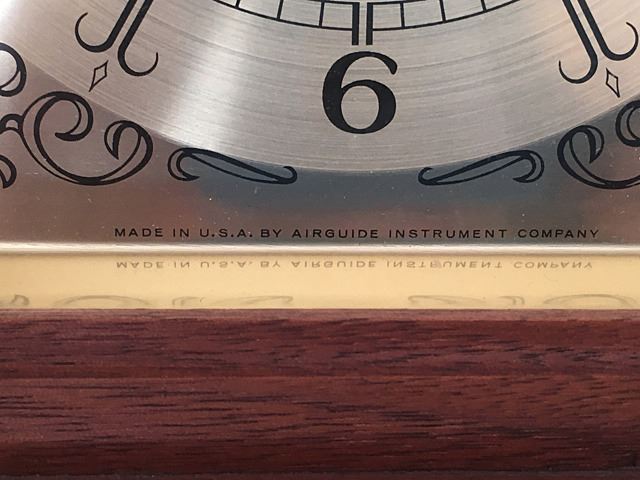 6
MADE IN U.S.A. BY AIRGUIDE INSTRUMENT COMPANY